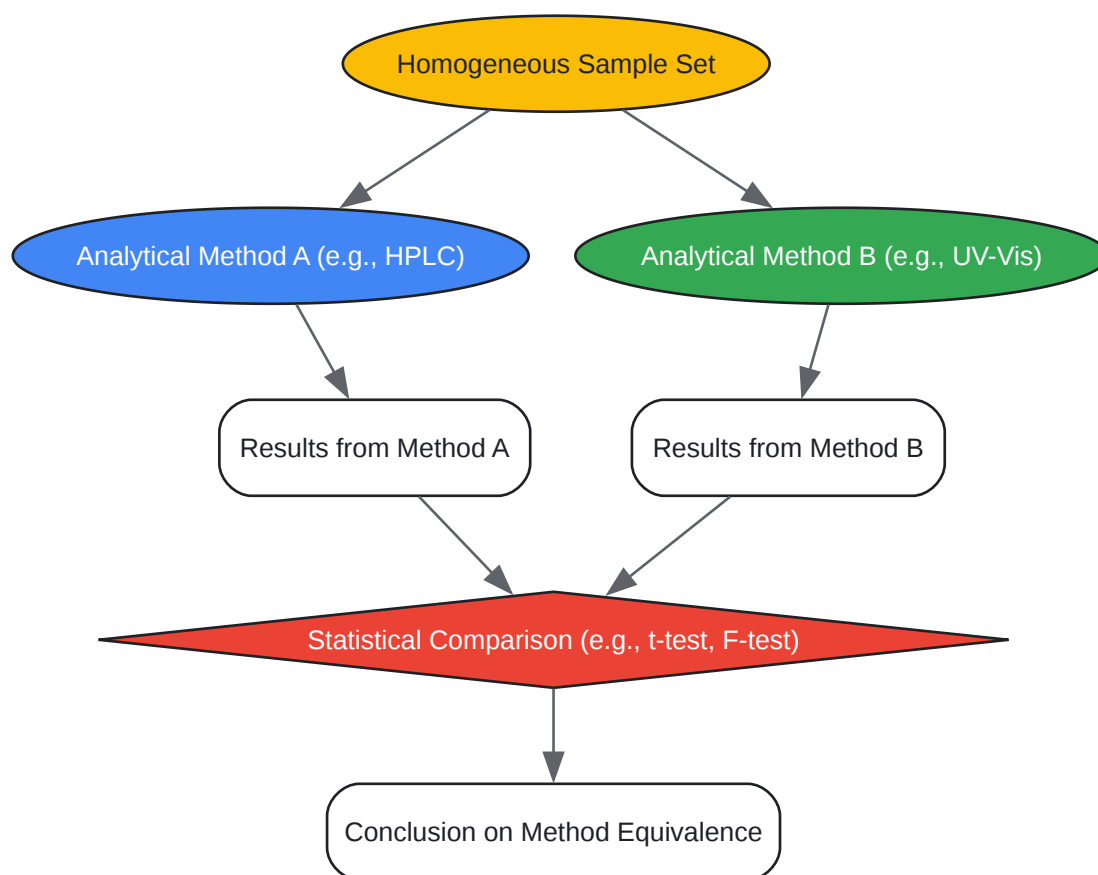 Homogeneous Sample Set
Analytical Method A (e.g., HPLC)
Analytical Method B (e.g., UV-Vis)
Results from Method A
Results from Method B
Statistical Comparison (e.g., t-test, F-test)
Conclusion on Method Equivalence